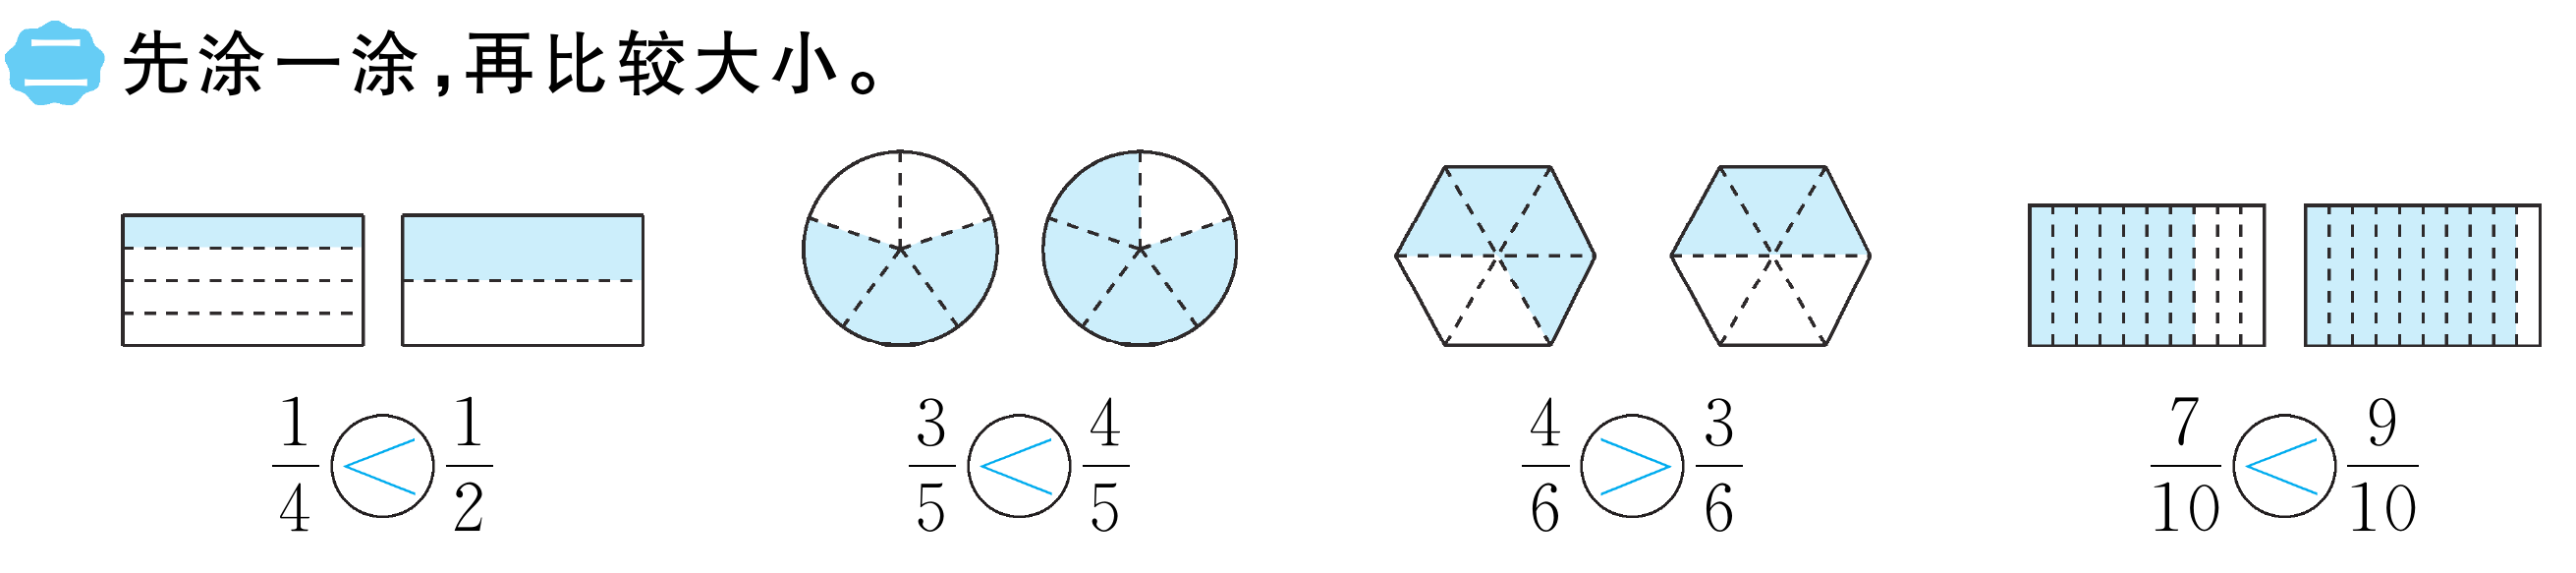 二 先涂一涂,再比较大小。
1/4 < 1/2 3/5 < 4/5 4/6 > 3/6 7/10 < 9/10